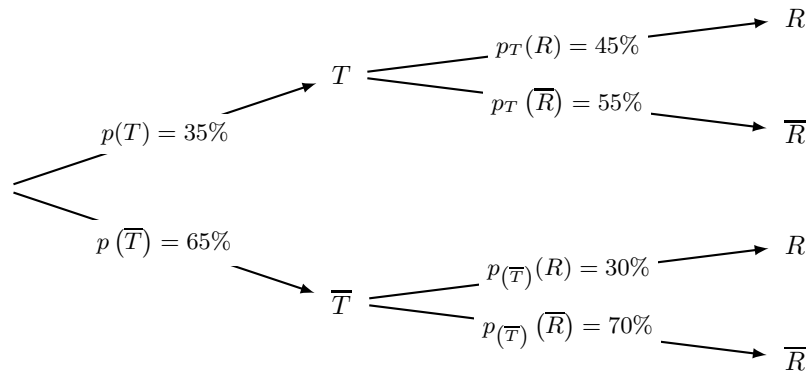 R
p_T(R) = 45%
T
p_T (R̅) = 55%
p(T) = 35%
R̅
p (T̅) = 65%
R
p_(T̅)(R) = 30%
T̅
p_(T̅) (R̅) = 70%
R̅